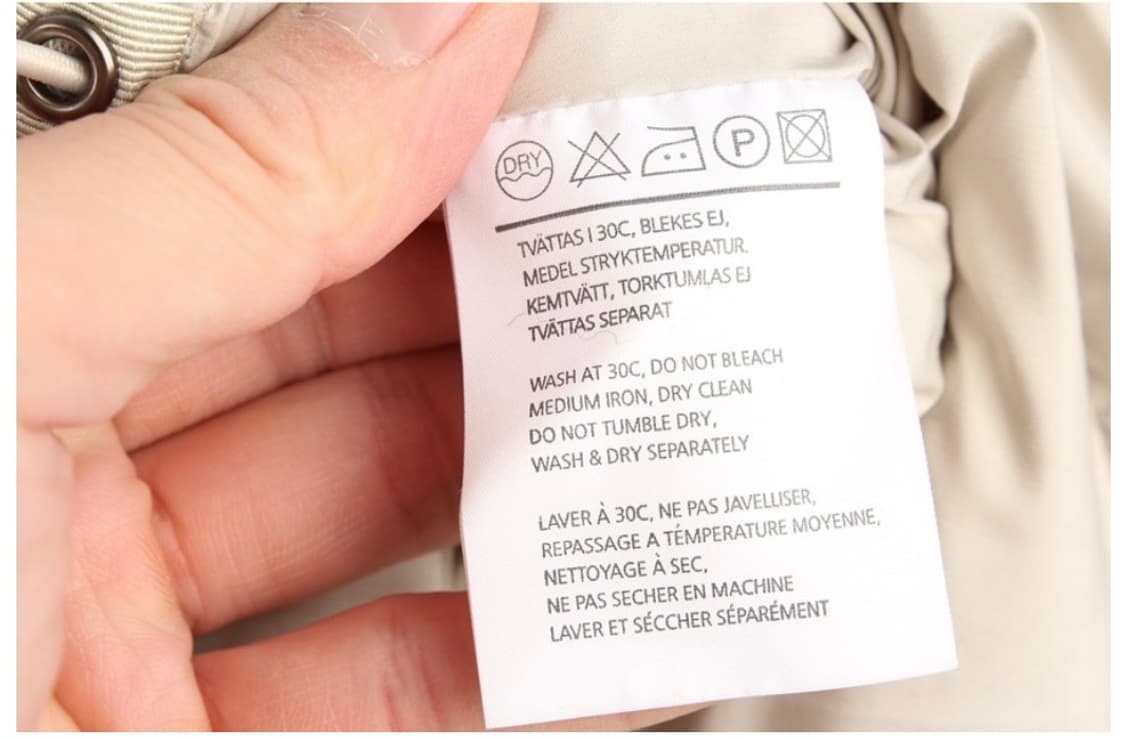 DRY P
TVÄTTAS I 30C, BLEKES EJ,
MEDEL STRYKTEMPERATUR,
KEMTVÄTT, TORKTUMLAS EJ
TVÄTTAS SEPARAT
WASH AT 30C, DO NOT BLEACH
MEDIUM IRON, DRY CLEAN
DO NOT TUMBLE DRY,
WASH & DRY SEPARATELY
LAVER À 30C, NE PAS JAVELLISER,
REPASSAGE A TÉMPÉRATURE MOYENNE,
NETTOYAGE À SEC,
NE PAS SECHER EN MACHINE
LAVER ET SÉCCHER SÉPARÉMENT